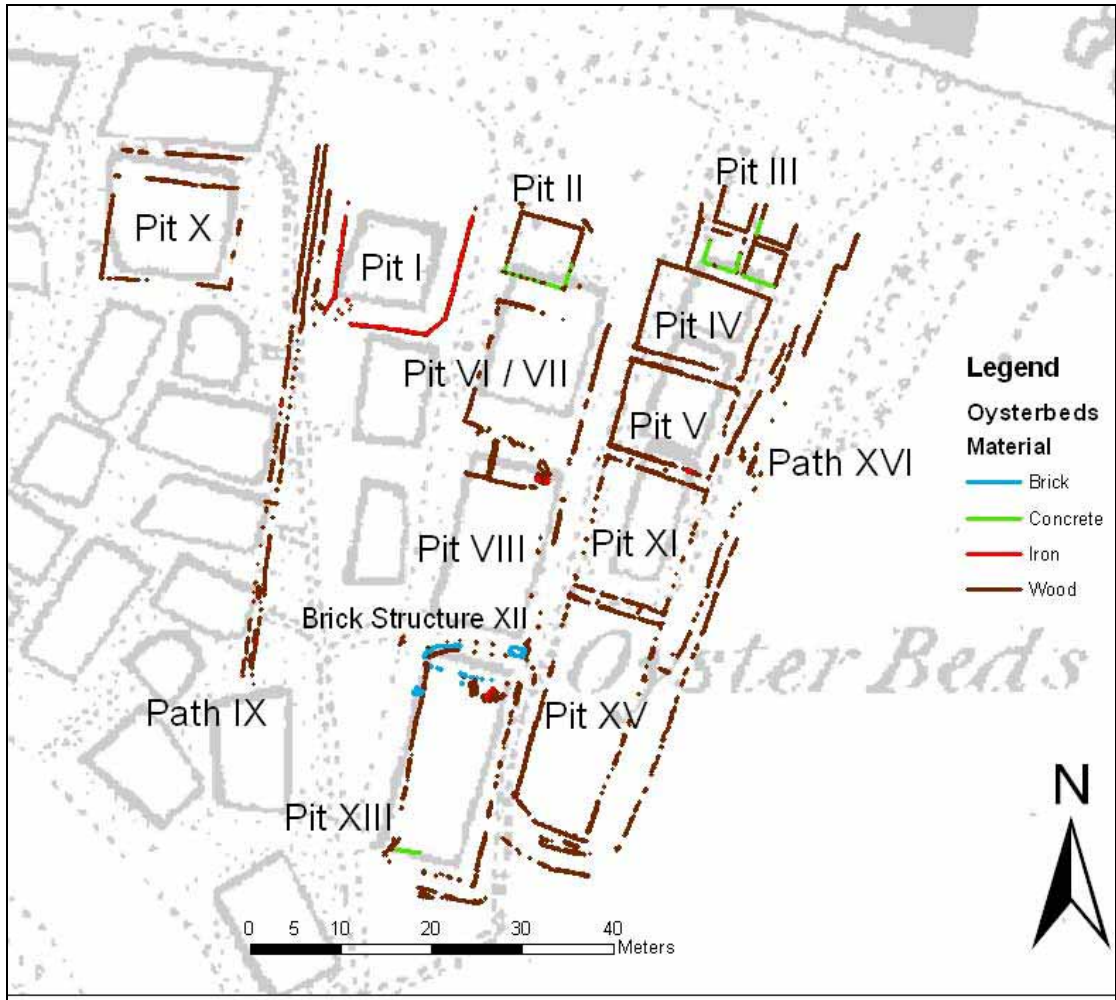 Pit III
Pit II
Pit X
Pit I
Pit IV
Pit VI / VII
Pit V
Path XVI
Pit VIII
Pit XI
Brick Structure XII
Oyster Beds
Path IX
Pit XV
Pit XIII
Legend
Oysterbeds
Material
Brick
Concrete
Iron
Wood
N
0 5 10 20 30 40
Meters